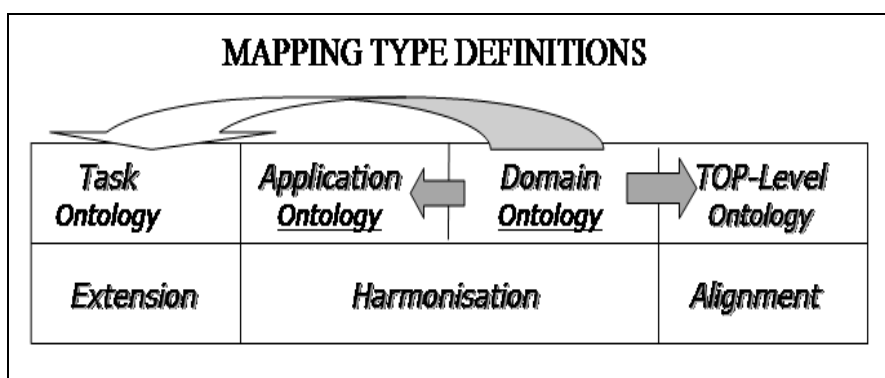 MAPPING TYPE DEFINITIONS
Task
Ontology
Application
Ontology
Domain
Ontology
TOP-Level
Ontology
Extension
Harmonisation
Alignment